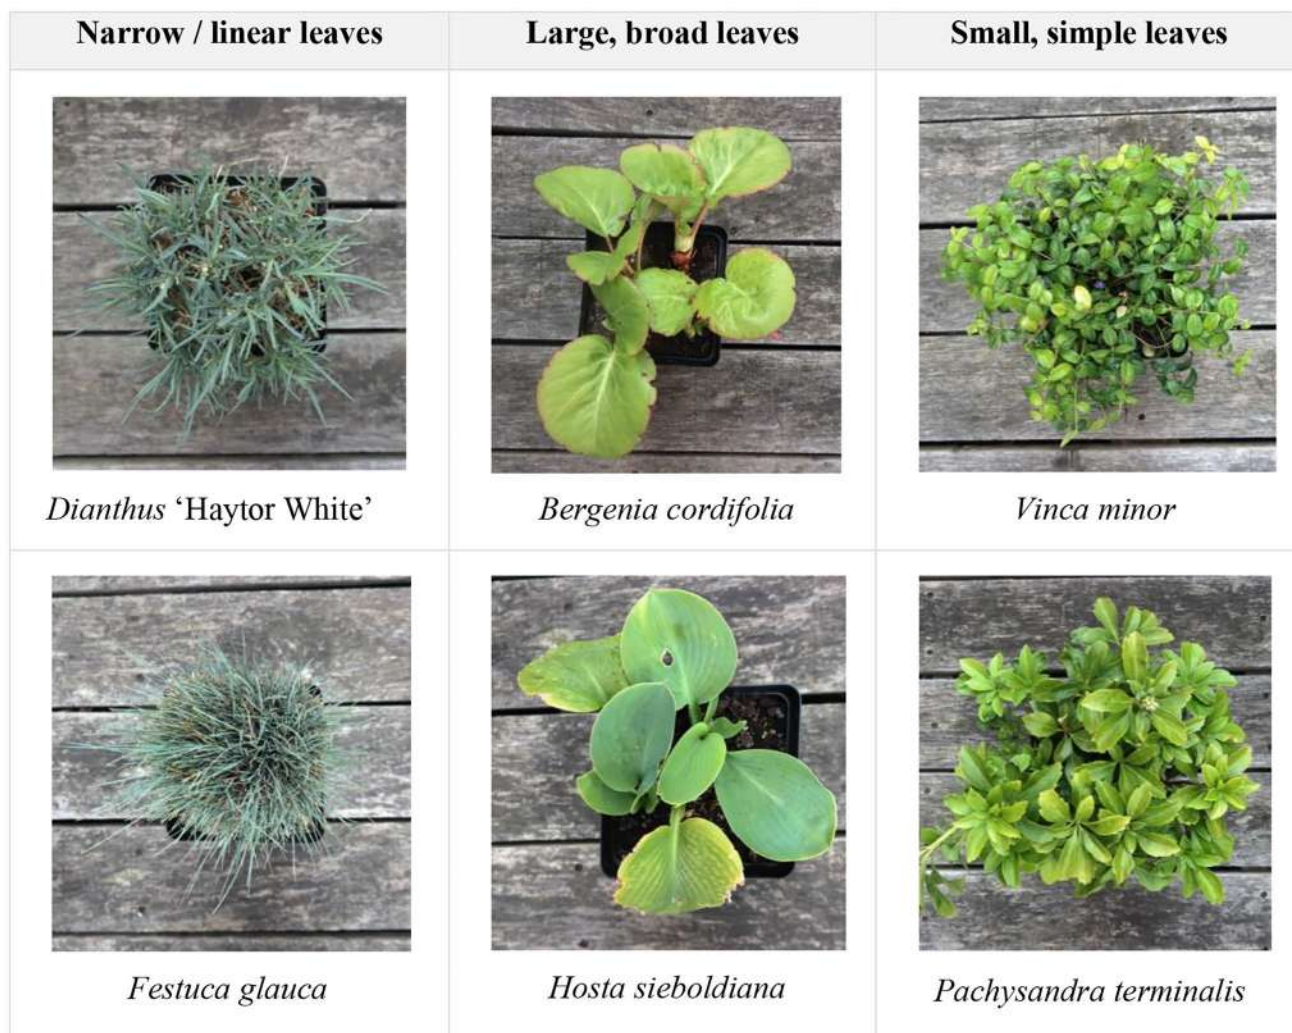 Narrow / linear leaves
Large, broad leaves
Small, simple leaves
Dianthus ‘Haytor White’
Bergenia cordifolia
Vinca minor
Festuca glauca
Hosta sieboldiana
Pachysandra terminalis